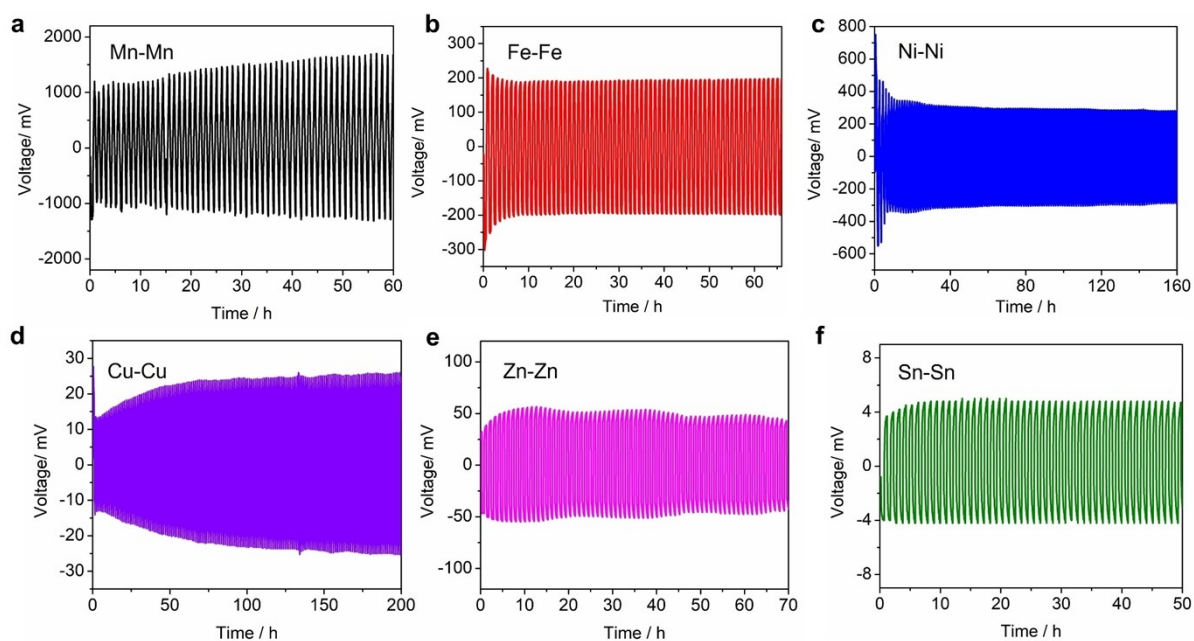 a
Mn-Mn
2000
1000
0
-1000
-2000
Voltage/ mV
0 10 20 30 40 50 60
Time / h
b
Fe-Fe
300
200
100
0
-100
-200
-300
Voltage/ mV
0 10 20 30 40 50 60
Time / h
c
Ni-Ni
800
600
400
200
0
-200
-400
-600
Voltage/ mV
0 40 80 120 160
Time / h
d
Cu-Cu
30
20
10
0
-10
-20
-30
Voltage/ mV
0 50 100 150 200
Time / h
e
Zn-Zn
100
50
0
-50
-100
Voltage/ mV
0 10 20 30 40 50 60 70
Time / h
f
Sn-Sn
8
4
0
-4
-8
Voltage/ mV
0 10 20 30 40 50
Time / h